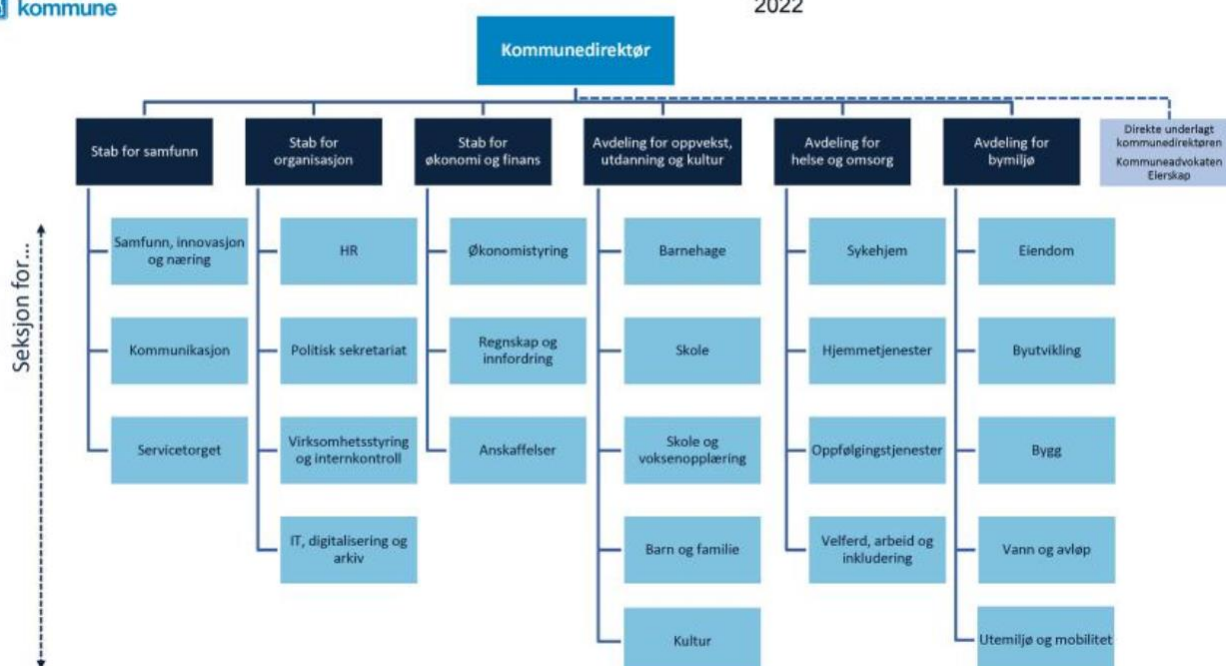 kommune
2022
Kommunedirektør
Stab for samfunn
Stab for
organisasjon
Stab for
økonomi og finans
Avdeling for oppvekst,
utdanning og kultur
Avdeling for
helse og omsorg
Avdeling for
bymiljø
Direkte underlagt
kommunedirektøren
Kommuneadvokaten
Eierskap
Seksjon for...
Samfunn, innovasjon
og næring
HR
Økonomistyring
Barnehage
Sykehjem
Eiendom
Kommunikasjon
Politisk sekretariat
Regnskap og
innfordring
Skole
Hjemmetjenester
Byutvikling
Servicetorget
Virksomhetsstyring
og internkontroll
Anskaffelser
Skole og
voksenopplæring
Oppfølgingstjenester
Bygg
IT, digitalisering og
arkiv
Barn og familie
Velferd, arbeid og
inkludering
Vann og avløp
Kultur
Utemiljø og mobilitet